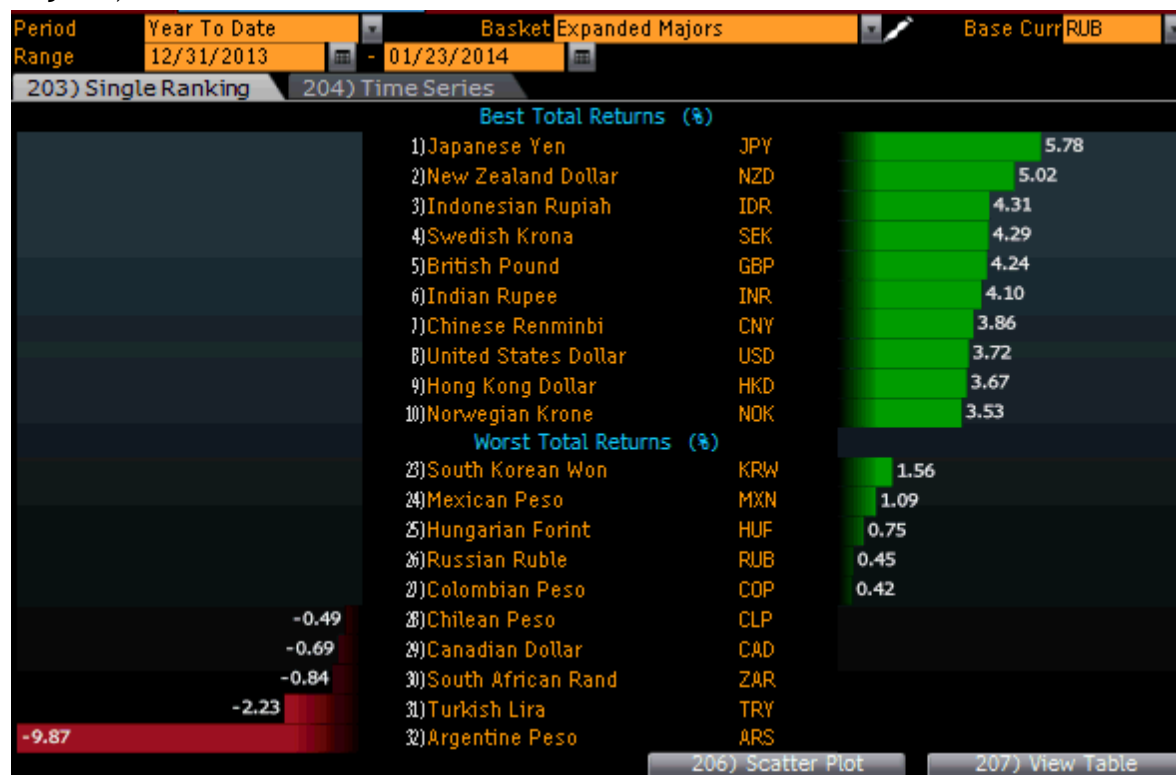 Period Year To Date Basket Expanded Majors Base Curr RUB
Range 12/31/2013 - 01/23/2014
203) Single Ranking 204) Time Series
Best Total Returns (%)
1) Japanese Yen JPY 5.78
2) New Zealand Dollar NZD 5.02
3) Indonesian Rupiah IDR 4.31
4) Swedish Krona SEK 4.29
5) British Pound GBP 4.24
6) Indian Rupee INR 4.10
7) Chinese Renminbi CNY 3.86
8) United States Dollar USD 3.72
9) Hong Kong Dollar HKD 3.67
10) Norwegian Krone NOK 3.53
Worst Total Returns (%)
23) South Korean Won KRW 1.56
24) Mexican Peso MXN 1.09
25) Hungarian Forint HUF 0.75
26) Russian Ruble RUB 0.45
27) Colombian Peso COP 0.42
-0.49 28) Chilean Peso CLP
-0.69 29) Canadian Dollar CAD
-0.84 30) South African Rand ZAR
-2.23 31) Turkish Lira TRY
-9.87 32) Argentine Peso ARS
206) Scatter Plot 207) View Table